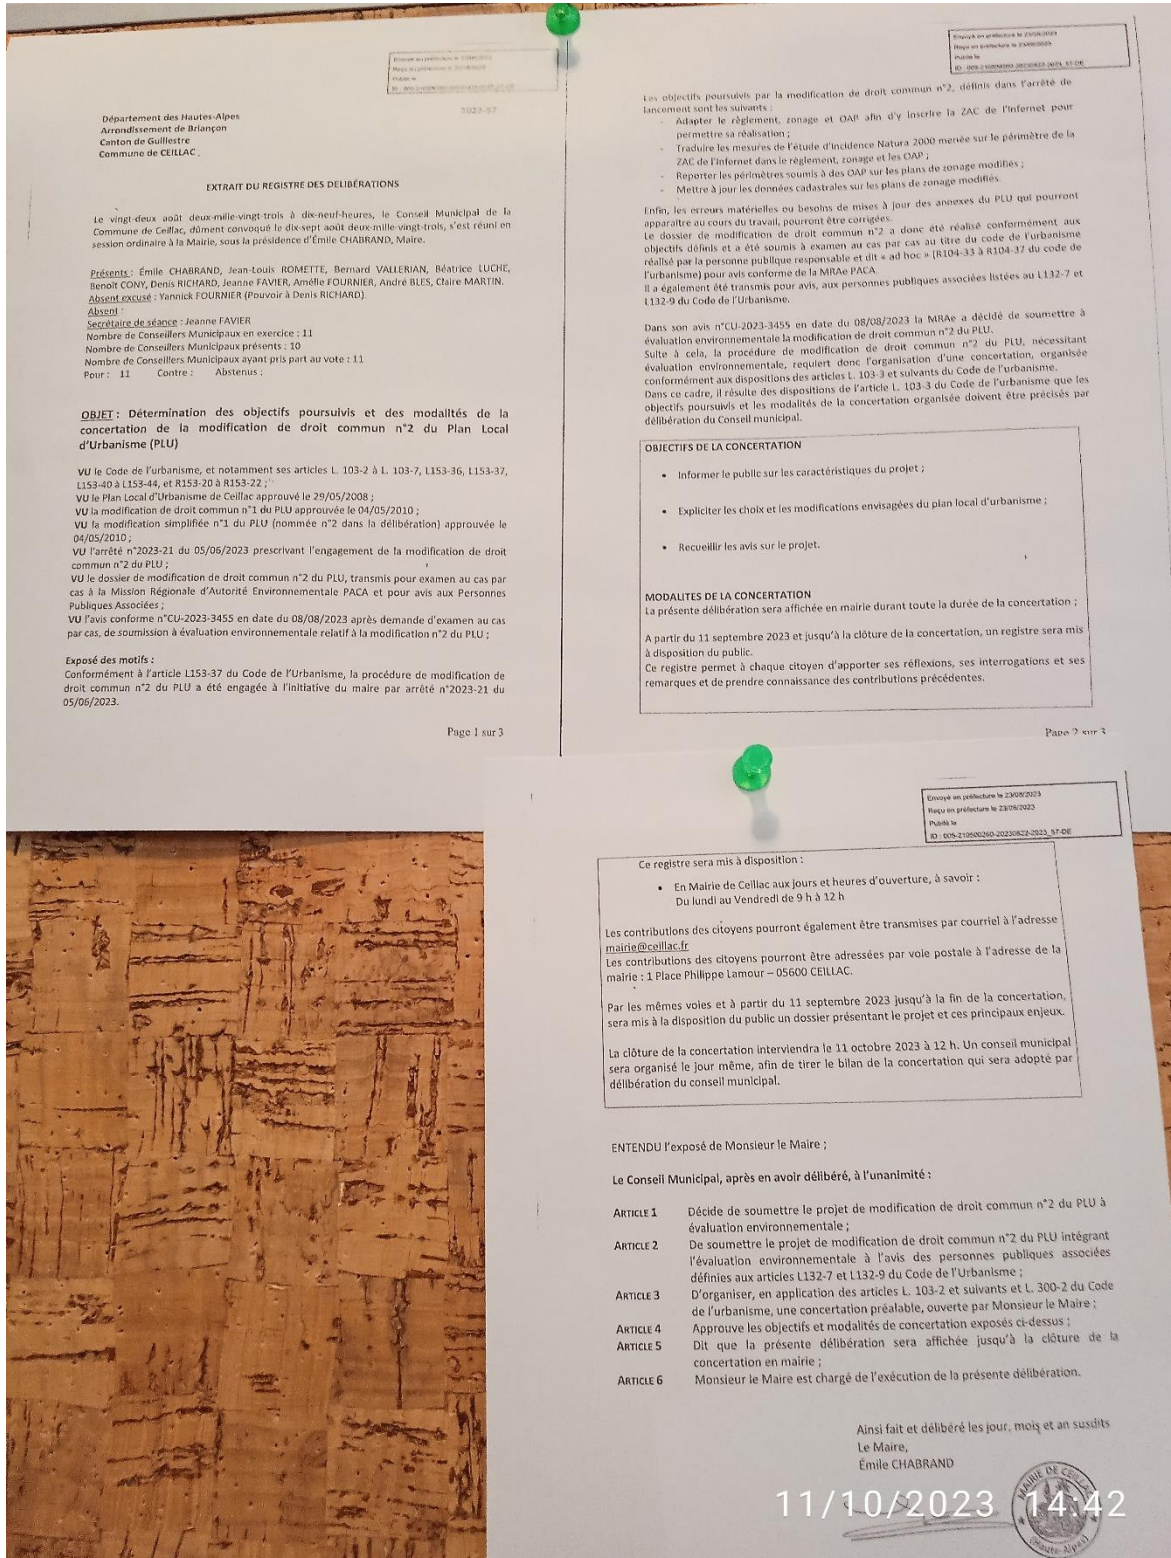 2023-57
Département des Hautes-Alpes
Arrondissement de Briançon
Canton de Guillestre
Commune de CEILLAC
EXTRAIT DU REGISTRE DES DELIBÉRATIONS
Le vingt-deux août deux-mille-vingt-trois à dix-neuf-heures, le Conseil Municipal de la
Commune de Ceillac, dûment convoqué le dix-sept août deux-mille-vingt-trois, s'est réuni en
session ordinaire à la Mairie, sous la présidence d'Émile CHABRAND, Maire.
Présents : Émile CHABRAND, Jean-Louis ROMETTE, Bernard VALLERIAN, Béatrice LUCHE,
Benoît CONY, Denis RICHARD, Jeanne FAVIER, Amélie FOURNIER, André BLES, Claire MARTIN.
Absent excusé : Yannick FOURNIER (Pouvoir à Denis RICHARD)
Absent :
Secrétaire de séance : Jeanne FAVIER
Nombre de Conseillers Municipaux en exercice : 11
Nombre de Conseillers Municipaux présents : 10
Nombre de Conseillers Municipaux ayant pris part au vote : 11
Pour : 11 Contre : Abstenus :
OBJET : Détermination des objectifs poursuivis et des modalités de la
concertation de la modification de droit commun n°2 du Plan Local
d'Urbanisme (PLU)
VU le Code de l'urbanisme, et notamment ses articles L. 103-2 à L. 103-7, L153-36, L153-37,
L153-40 à L153-44, et R153-20 à R153-22 ;
VU le Plan Local d'Urbanisme de Ceillac approuvé le 29/05/2008 ;
VU la modification de droit commun n°1 du PLU approuvée le 04/05/2010 ;
VU la modification simplifiée n°1 du PLU (nommée n°2 dans la délibération) approuvée le
04/05/2010 ;
VU l'arrêté n°2023-21 du 05/06/2023 prescrivant l'engagement de la modification de droit
commun n°2 du PLU ;
VU le dossier de modification de droit commun n°2 du PLU, transmis pour examen au cas par
cas à la Mission Régionale d'Autorité Environnementale PACA et pour avis aux Personnes
Publiques Associées ;
VU l'avis conforme n°CU-2023-3455 en date du 08/08/2023 après demande d'examen au cas
par cas, de soumission à évaluation environnementale relatif à la modification n°2 du PLU ;
Exposé des motifs :
Conformément à l'article L153-37 du Code de l'Urbanisme, la procédure de modification de
droit commun n°2 du PLU a été engagée à l'initiative du maire par arrêté n°2023-21 du
05/06/2023.
Page 1 sur 3
Envoyé en préfecture le 23/08/2023
Reçu en préfecture le 23/08/2023
Publié le
ID : 005-210500260-20230822-2023_57-DE
Les objectifs poursuivis par la modification de droit commun n°2, définis dans l'arrêté de
lancement sont les suivants :
- Adapter le règlement, zonage et OAP afin d'y inscrire la ZAC de l'Infernet pour
permettre sa réalisation ;
- Traduire les mesures de l'étude d'incidence Natura 2000 menée sur le périmètre de la
ZAC de l'Infernet dans le règlement, zonage et les OAP ;
- Reporter les périmètres soumis à des OAP sur les plans de zonage modifiés ;
- Mettre à jour les données cadastrales sur les plans de zonage modifiés.
Enfin, les erreurs matérielles ou besoins de mises à jour des annexes du PLU qui pourront
apparaître au cours du travail, pourront être corrigées.
Le dossier de modification de droit commun n°2 a donc été réalisé conformément aux
objectifs définis et a été soumis à examen au cas par cas au titre du code de l'urbanisme
réalisé par la personne publique responsable et dit « ad hoc » (R104-33 à R104-37 du code de
l'urbanisme) pour avis conforme de la MRAe PACA.
Il a également été transmis pour avis, aux personnes publiques associées listées au L132-7 et
L132-9 du Code de l'Urbanisme.
Dans son avis n°CU-2023-3455 en date du 08/08/2023 la MRAe a décidé de soumettre à
évaluation environnementale la modification de droit commun n°2 du PLU.
Suite à cela, la procédure de modification de droit commun n°2 du PLU, nécessitant
évaluation environnementale, requiert donc l'organisation d'une concertation, organisée
conformément aux dispositions des articles L. 103-3 et suivants du Code de l'urbanisme.
Dans ce cadre, il résulte des dispositions de l'article L. 103-3 du Code de l'urbanisme que les
objectifs poursuivis et les modalités de la concertation organisée doivent être précisés par
délibération du Conseil municipal.
OBJECTIFS DE LA CONCERTATION
• Informer le public sur les caractéristiques du projet ;
• Expliciter les choix et les modifications envisagées du plan local d'urbanisme ;
• Recueillir les avis sur le projet.
MODALITES DE LA CONCERTATION
La présente délibération sera affichée en mairie durant toute la durée de la concertation ;
A partir du 11 septembre 2023 et jusqu'à la clôture de la concertation, un registre sera mis
à disposition du public.
Ce registre permet à chaque citoyen d'apporter ses réflexions, ses interrogations et ses
remarques et de prendre connaissance des contributions précédentes.
Page 2 sur 3
Envoyé en préfecture le 23/08/2023
Reçu en préfecture le 23/08/2023
Publié le
ID : 005-210500260-20230822-2023_57-DE
Ce registre sera mis à disposition :
• En Mairie de Ceillac aux jours et heures d'ouverture, à savoir :
Du lundi au Vendredi de 9 h à 12 h
Les contributions des citoyens pourront également être transmises par courriel à l'adresse
mairie@ceillac.fr
Les contributions des citoyens pourront être adressées par voie postale à l'adresse de la
mairie : 1 Place Philippe Lamour – 05600 CEILLAC.
Par les mêmes voies et à partir du 11 septembre 2023 jusqu'à la fin de la concertation,
sera mis à la disposition du public un dossier présentant le projet et ces principaux enjeux.
La clôture de la concertation interviendra le 11 octobre 2023 à 12 h. Un conseil municipal
sera organisé le jour même, afin de tirer le bilan de la concertation qui sera adopté par
délibération du conseil municipal.
ENTENDU l'exposé de Monsieur le Maire ;
Le Conseil Municipal, après en avoir délibéré, à l'unanimité :
ARTICLE 1 Décide de soumettre le projet de modification de droit commun n°2 du PLU à
évaluation environnementale ;
ARTICLE 2 De soumettre le projet de modification de droit commun n°2 du PLU intégrant
l'évaluation environnementale à l'avis des personnes publiques associées
définies aux articles L132-7 et L132-9 du Code de l'Urbanisme ;
ARTICLE 3 D'organiser, en application des articles L. 103-2 et suivants et L. 300-2 du Code
de l'urbanisme, une concertation préalable, ouverte par Monsieur le Maire ;
ARTICLE 4 Approuve les objectifs et modalités de concertation exposés ci-dessus ;
ARTICLE 5 Dit que la présente délibération sera affichée jusqu'à la clôture de la
concertation en mairie ;
ARTICLE 6 Monsieur le Maire est chargé de l'exécution de la présente délibération.
Ainsi fait et délibéré les jour, mois et an susdits
Le Maire,
Émile CHABRAND
MAIRIE DE CEILLAC
(Hautes-Alpes)
11/10/2023 14:42